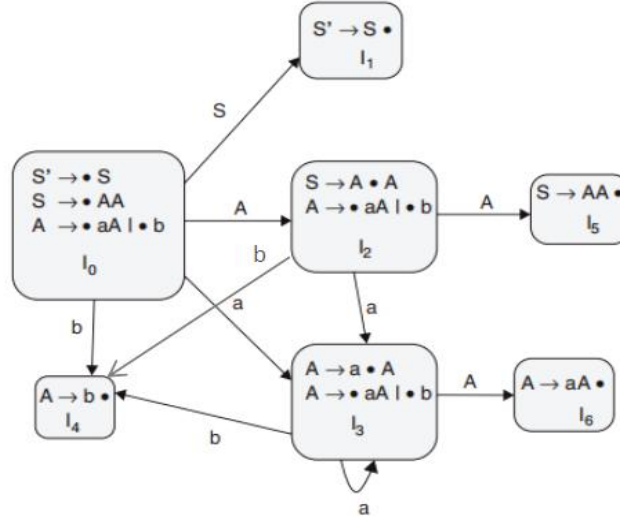 S' → S •
I₁
S
S' → • S
S → • AA
A → • aA | • b
I₀
A
S → A • A
A → • aA | • b
I₂
A
S → AA •
I₅
b
a
a
b
A → b •
I₄
b
A → a • A
A → • aA | • b
I₃
A
A → aA •
I₆
a